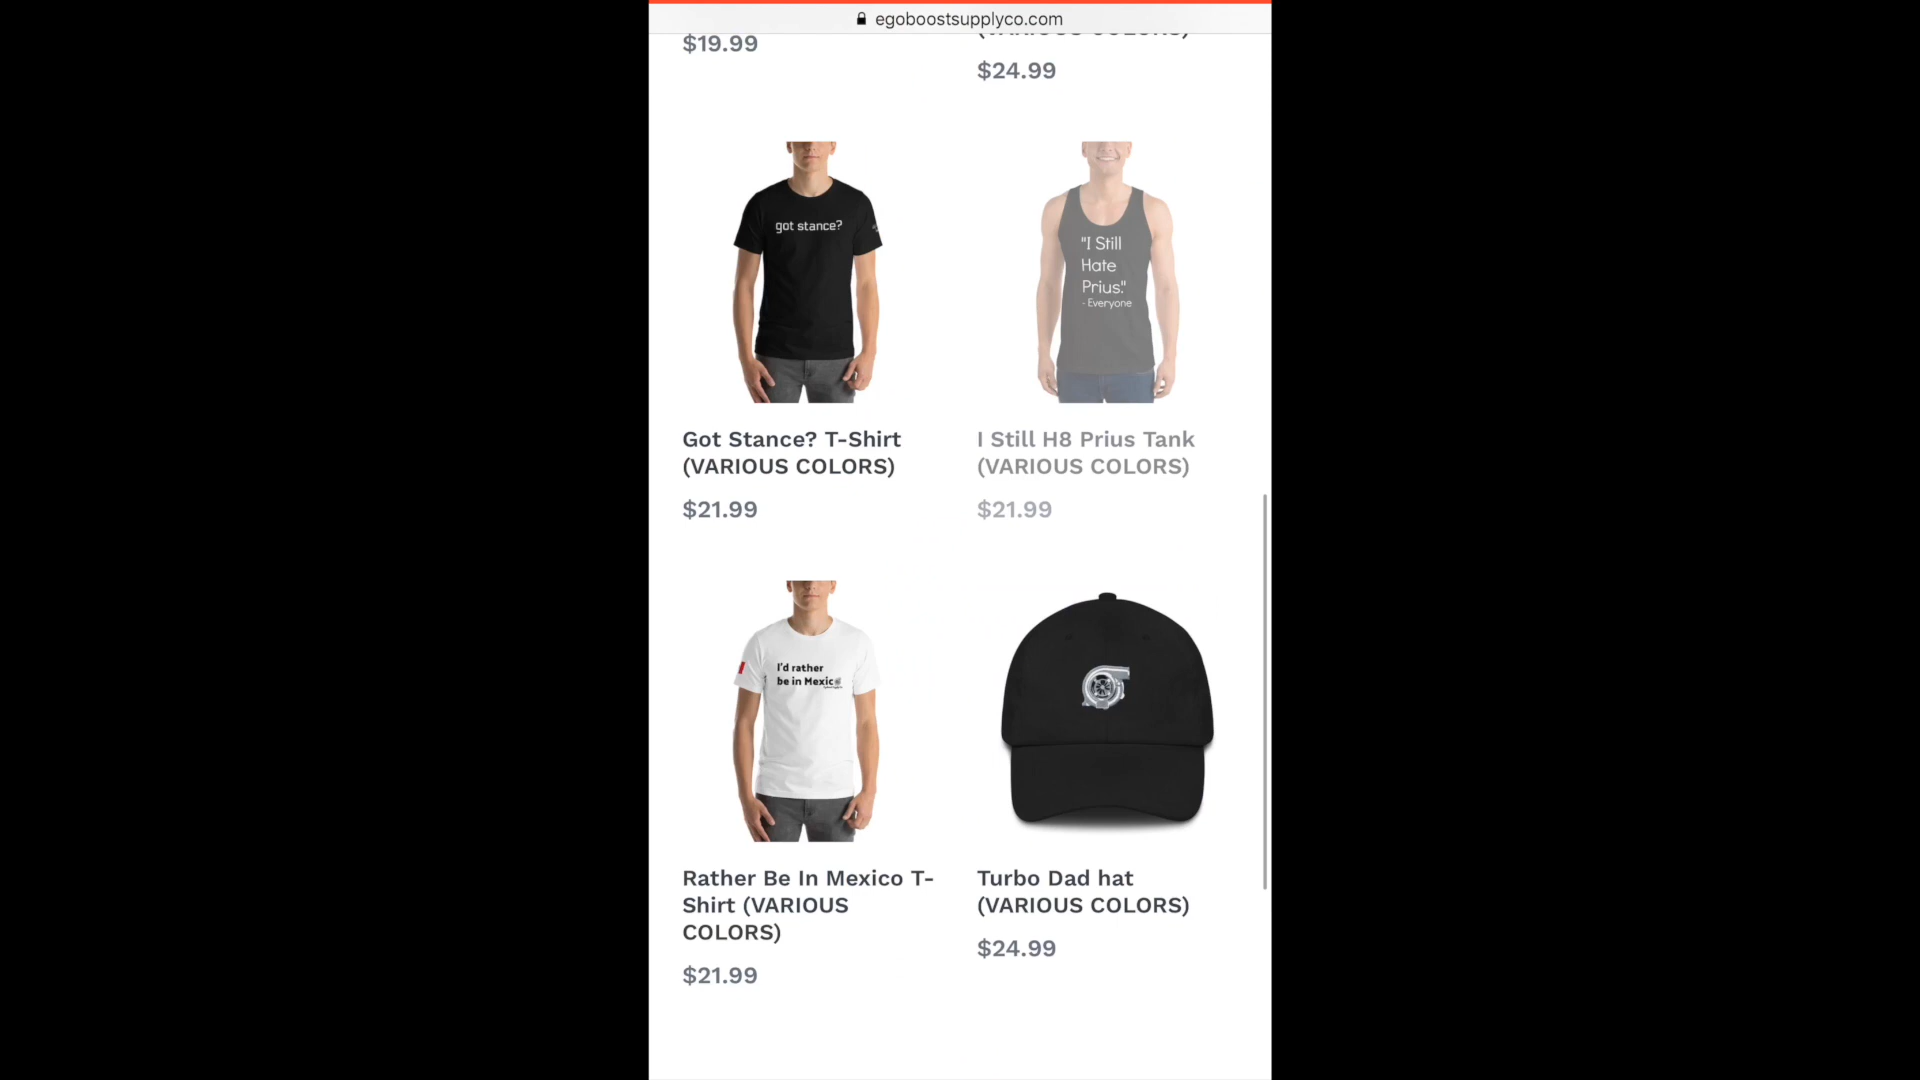 egoboostsupplyco.com
$19.99
(VARIOUS COLORS)
$24.99
got stance?
"I Still
Hate
Prius."
- Everyone
Got Stance? T-Shirt
(VARIOUS COLORS)
$21.99
I Still H8 Prius Tank
(VARIOUS COLORS)
$21.99
I'd rather
be in Mexico
Rather Be In Mexico T-
Shirt (VARIOUS
COLORS)
$21.99
Turbo Dad hat
(VARIOUS COLORS)
$24.99